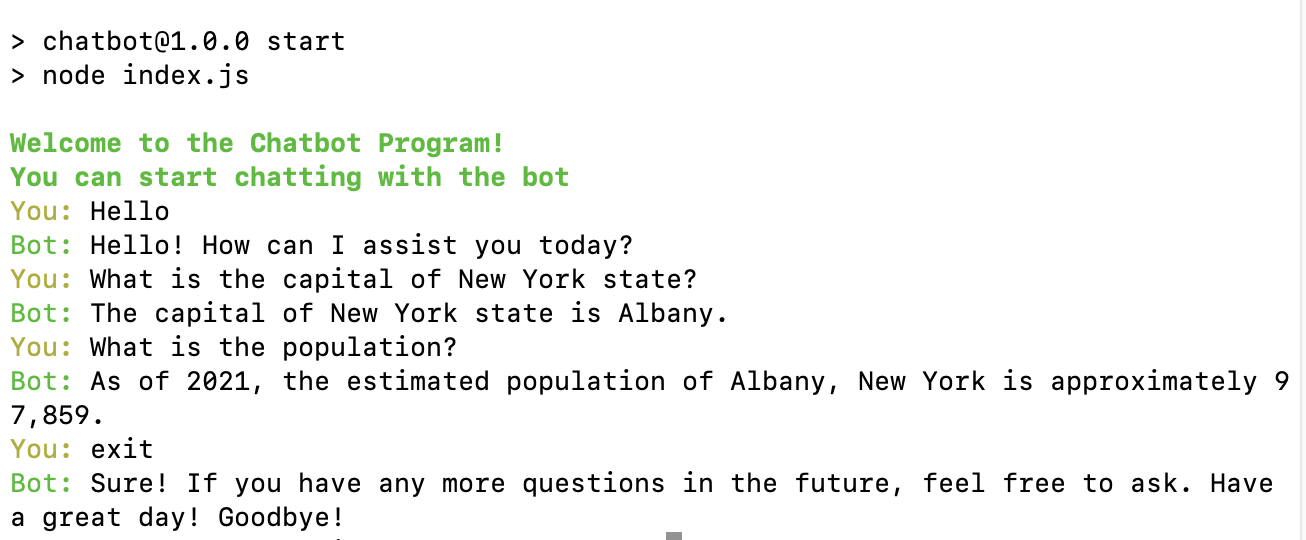 > chatbot@1.0.0 start
> node index.js
Welcome to the Chatbot Program!
You can start chatting with the bot
You: Hello
Bot: Hello! How can I assist you today?
You: What is the capital of New York state?
Bot: The capital of New York state is Albany.
You: What is the population?
Bot: As of 2021, the estimated population of Albany, New York is approximately 9
7,859.
You: exit
Bot: Sure! If you have any more questions in the future, feel free to ask. Have
a great day! Goodbye!